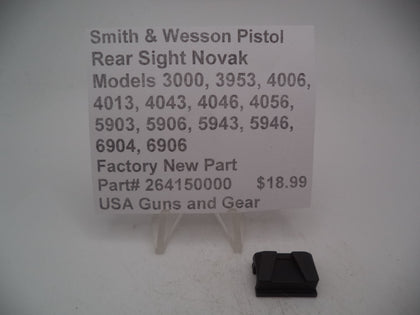 Smith & Wesson Pistol
Rear Sight Novak
Models 3000, 3953, 4006,
4013, 4043, 4046, 4056,
5903, 5906, 5943, 5946,
6904, 6906
Factory New Part
Part# 264150000 $18.99
USA Guns and Gear